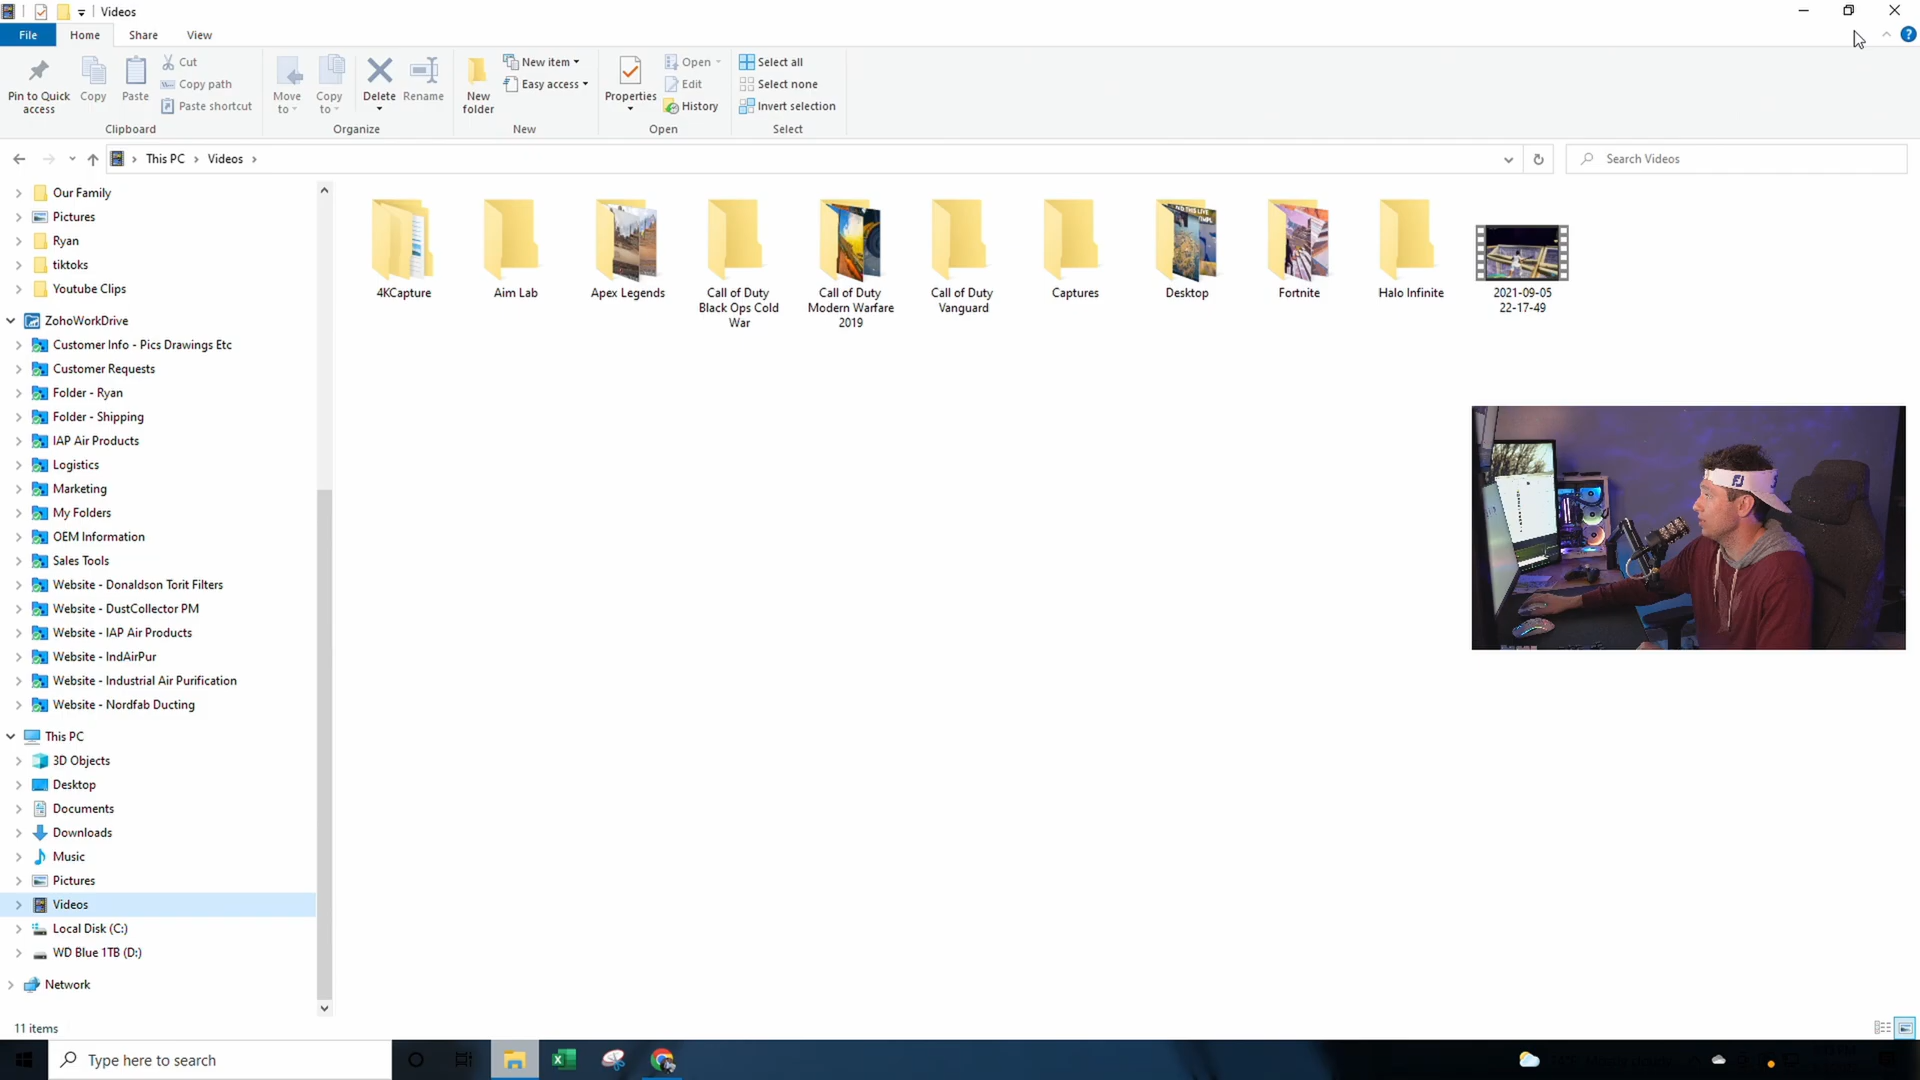 Videos
File Home Share View
Pin to Quick access
Copy
Paste
Cut
Copy path
Paste shortcut
Clipboard
Move to
Copy to
Delete
Rename
Organize
New folder
New item
Easy access
New
Properties
Open
Edit
History
Open
Select all
Select none
Invert selection
Select
This PC > Videos >
Search Videos
Our Family
Pictures
Ryan
tiktoks
Youtube Clips
ZohoWorkDrive
Customer Info - Pics Drawings Etc
Customer Requests
Folder - Ryan
Folder - Shipping
IAP Air Products
Logistics
Marketing
My Folders
OEM Information
Sales Tools
Website - Donaldson Torit Filters
Website - DustCollector PM
Website - IAP Air Products
Website - IndAirPur
Website - Industrial Air Purification
Website - Nordfab Ducting
This PC
3D Objects
Desktop
Documents
Downloads
Music
Pictures
Videos
Local Disk (C:)
WD Blue 1TB (D:)
Network
4KCapture
Aim Lab
Apex Legends
Call of Duty
Black Ops Cold
War
Call of Duty
Modern Warfare
2019
Call of Duty
Vanguard
Captures
Desktop
Fortnite
Halo Infinite
2021-09-05
22-17-49
11 items
Type here to search